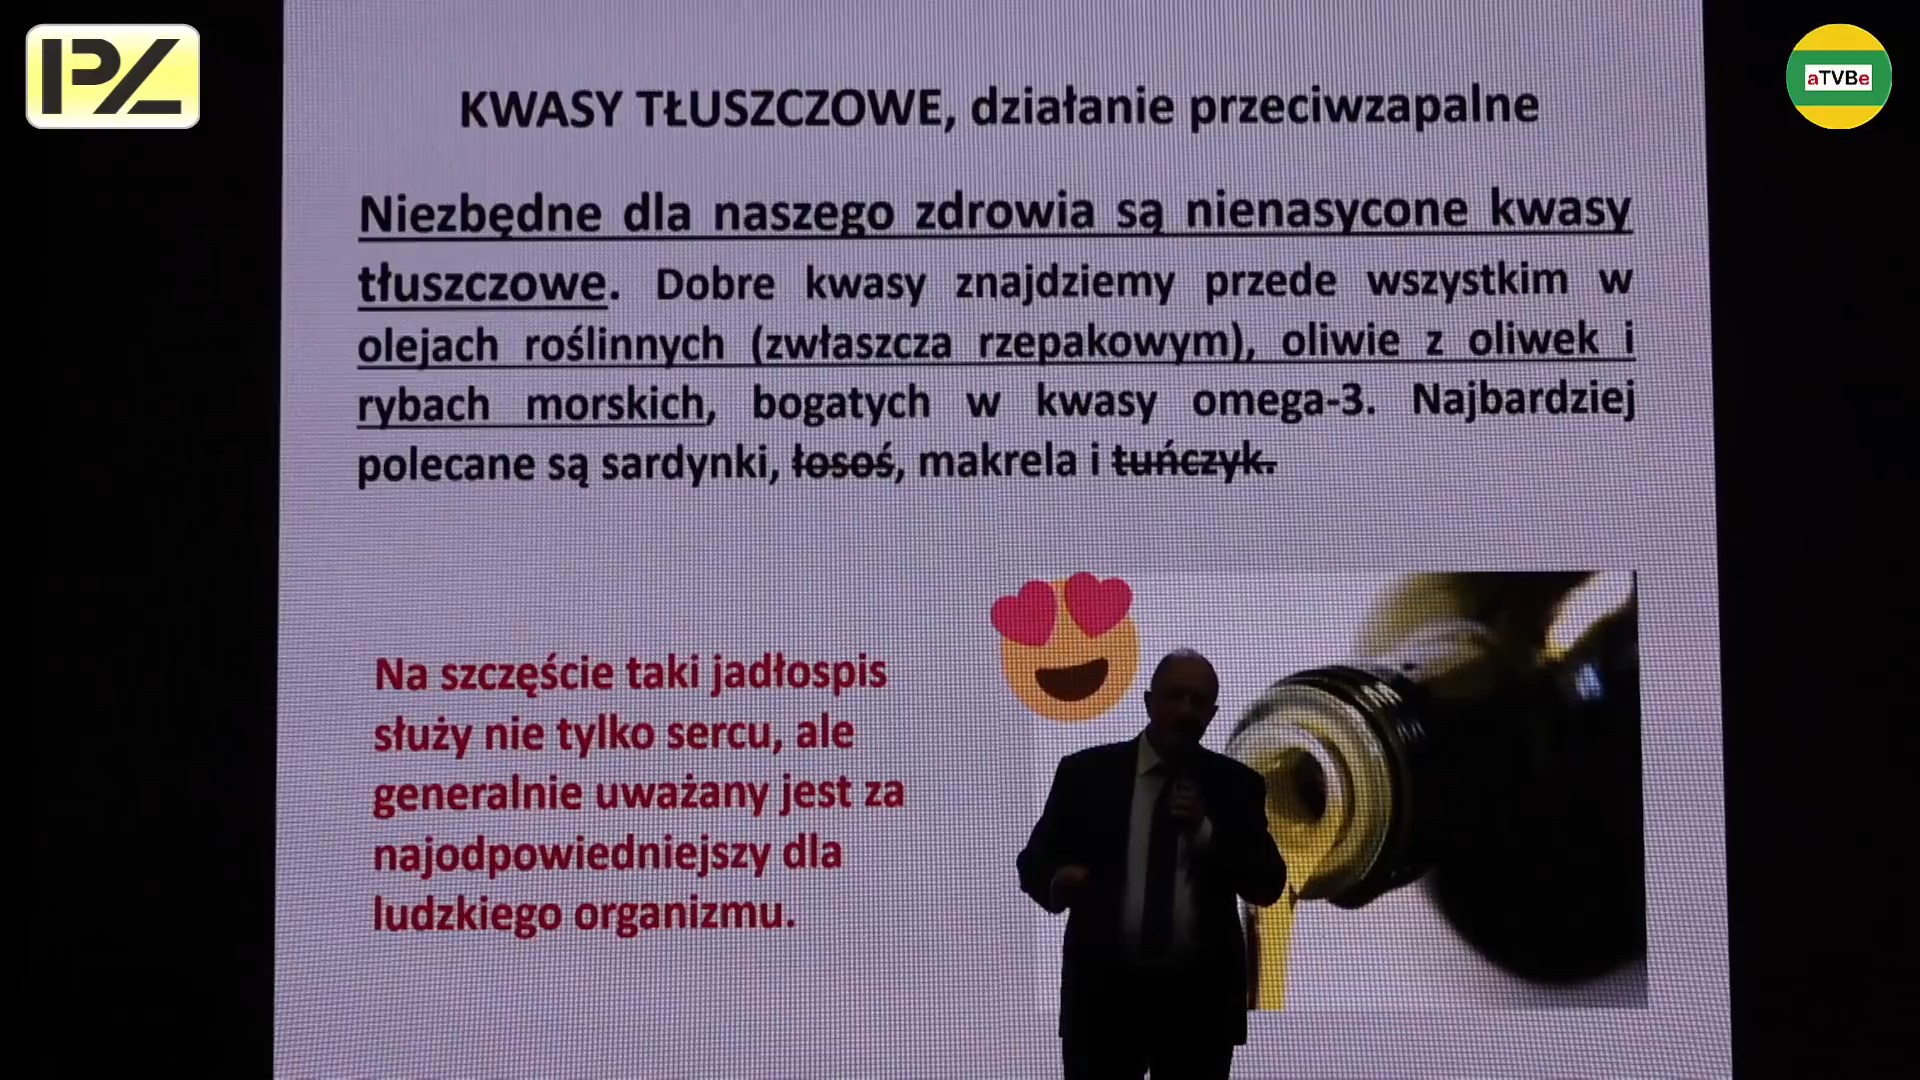 PZ
aTVBe
KWASY TŁUSZCZOWE, działanie przeciwzapalne
Niezbędne dla naszego zdrowia są nienasycone kwasy
tłuszczowe. Dobre kwasy znajdziemy przede wszystkim w
olejach roślinnych (zwłaszcza rzepakowym), oliwie z oliwek i
rybach morskich, bogatych w kwasy omega-3. Najbardziej
polecane są sardynki, łosoś, makrela i tuńczyk.
Na szczęście taki jadłospis
służy nie tylko sercu, ale
generalnie uważany jest za
najodpowiedniejszy dla
ludzkiego organizmu.